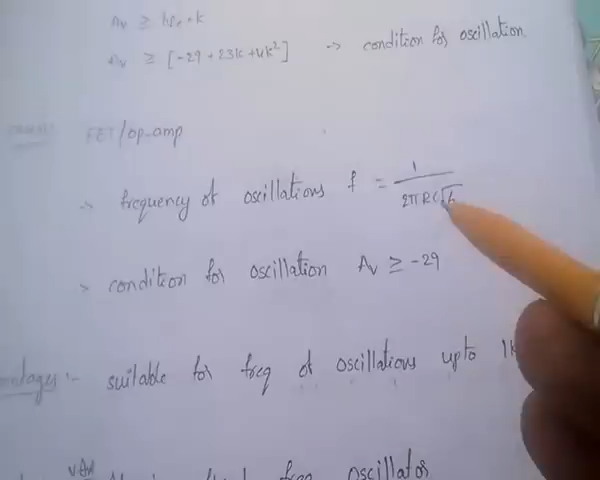 Av ≥ hfe + k
Av ≥ [-29 + 23k + 4k²] → condition for oscillation.
FET/op-amp
→ frequency of oscillations f = 1 / 2πRC√6
> condition for oscillation Av ≥ -29
suitable for freq of oscillations upto 1K
freq oscillator